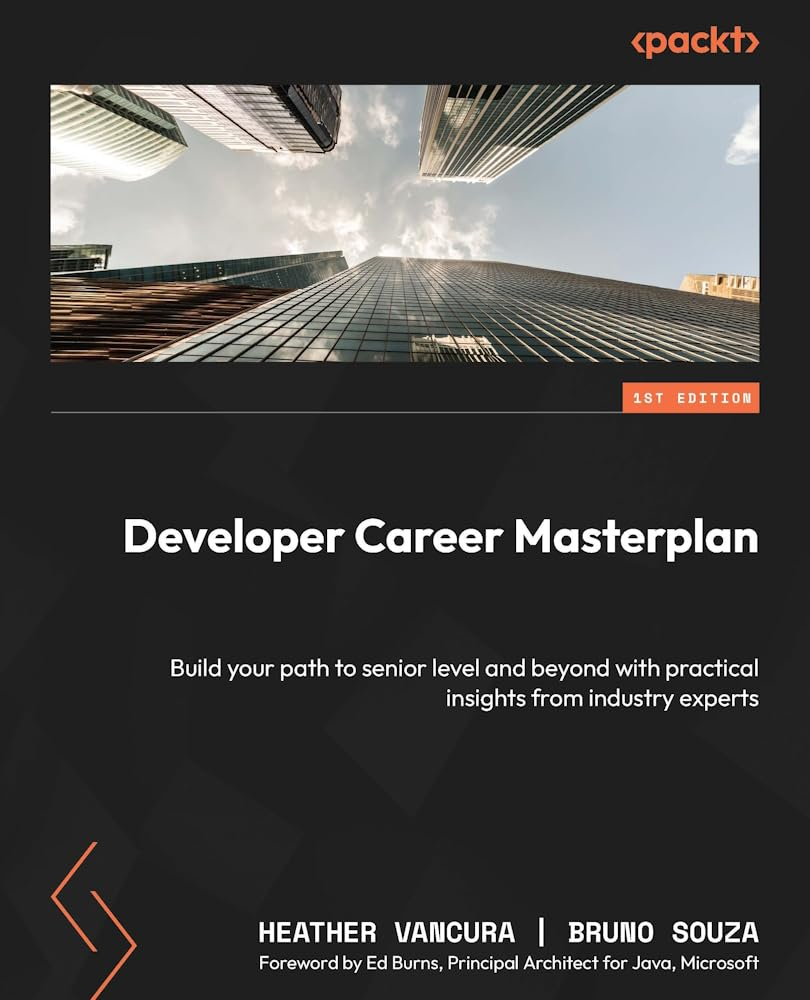 <packt>
1ST EDITION
Developer Career Masterplan
Build your path to senior level and beyond with practical
insights from industry experts
HEATHER VANCURA | BRUNO SOUZA
Foreword by Ed Burns, Principal Architect for Java, Microsoft